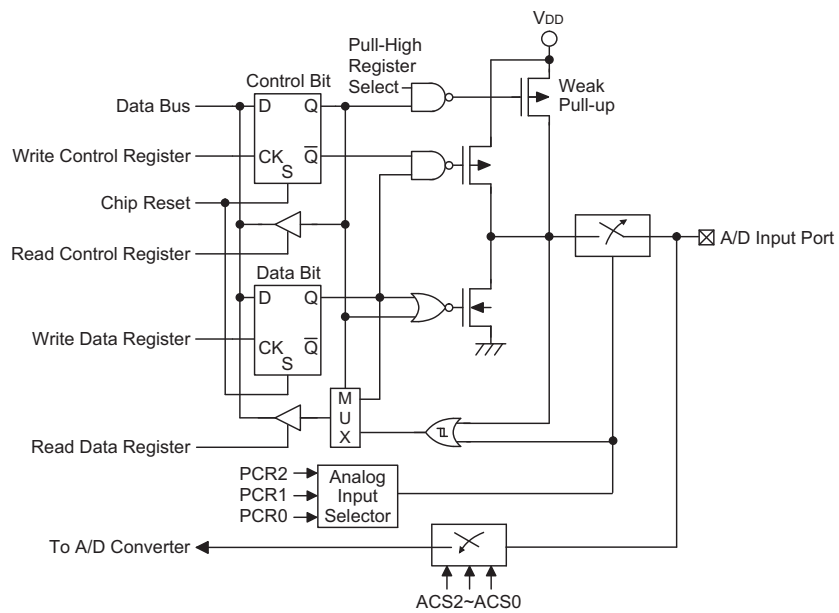 VDD
Pull-High
Register
Select
Control Bit
Weak
Pull-up
Data Bus
D
Q
Write Control Register
CK
Q
S
Chip Reset
Read Control Register
A/D Input Port
Data Bit
D
Q
Write Data Register
CK
Q
S
M
U
X
Read Data Register
PCR2
PCR1
PCR0
Analog
Input
Selector
To A/D Converter
ACS2~ACS0